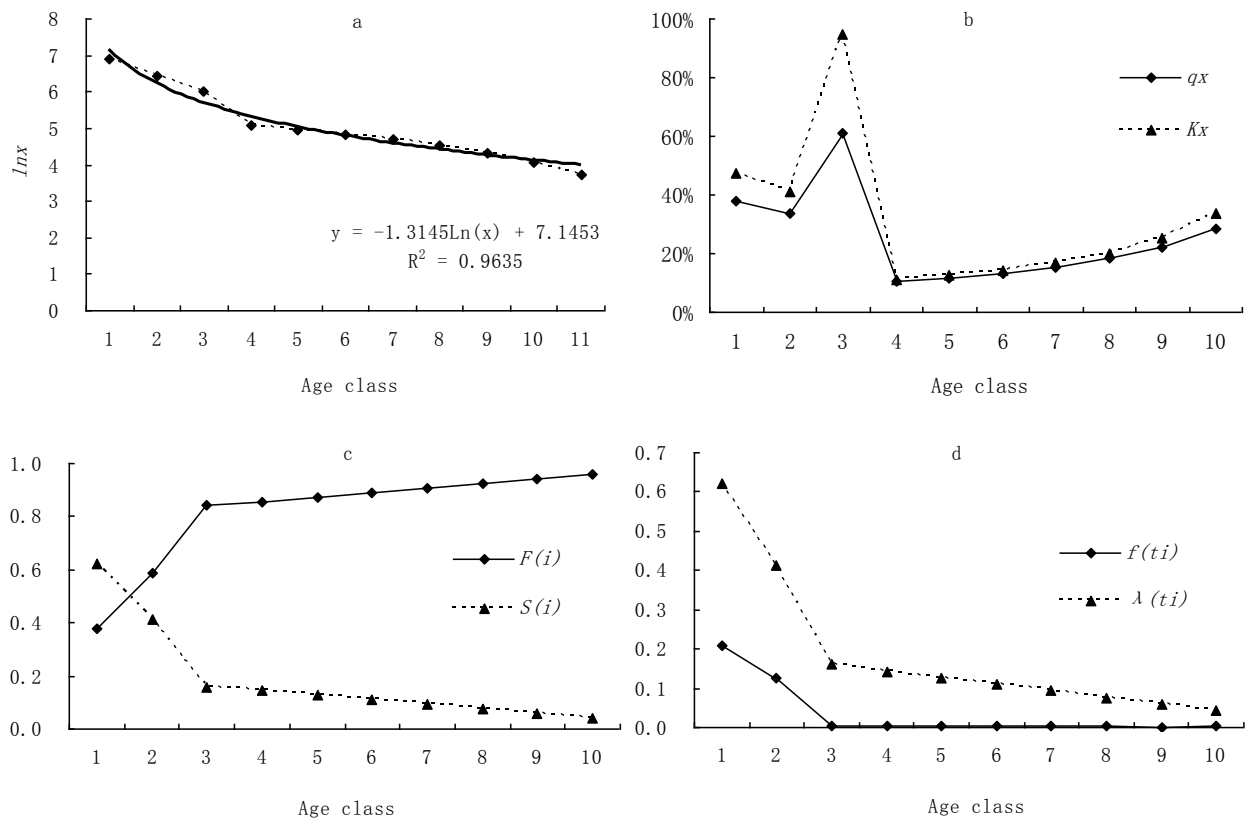 a
8
7
6
5
4
3
2
1
0
lnx
y = -1.3145Ln(x) + 7.1453
R² = 0.9635
1 2 3 4 5 6 7 8 9 10 11
Age class
b
100%
80%
60%
40%
20%
0%
qx
Kx
1 2 3 4 5 6 7 8 9 10
Age class
c
1.0
0.8
0.6
0.4
0.2
0.0
F(i)
S(i)
1 2 3 4 5 6 7 8 9 10
Age class
d
0.7
0.6
0.5
0.4
0.3
0.2
0.1
0.0
f(ti)
λ(ti)
1 2 3 4 5 6 7 8 9 10
Age class